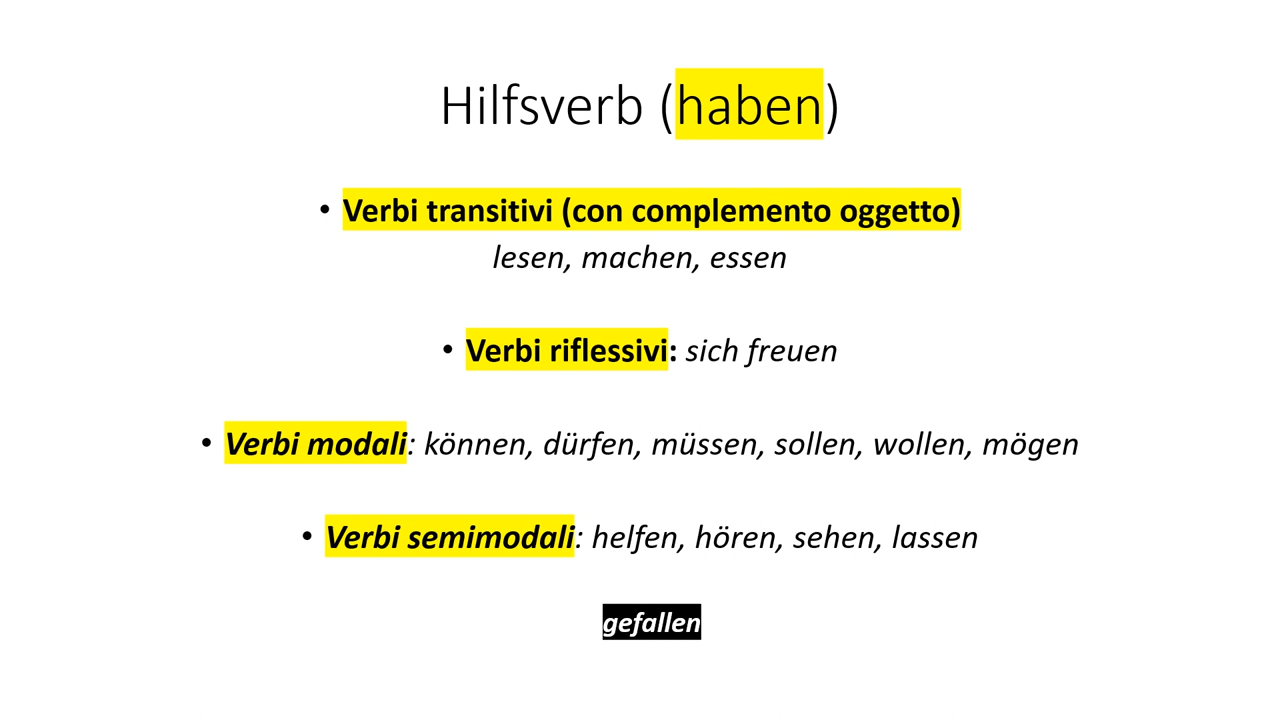 Hilfsverb (haben)
• Verbi transitivi (con complemento oggetto)
lesen, machen, essen
• Verbi riflessivi: sich freuen
• Verbi modali: können, dürfen, müssen, sollen, wollen, mögen
• Verbi semimodali: helfen, hören, sehen, lassen
gefallen